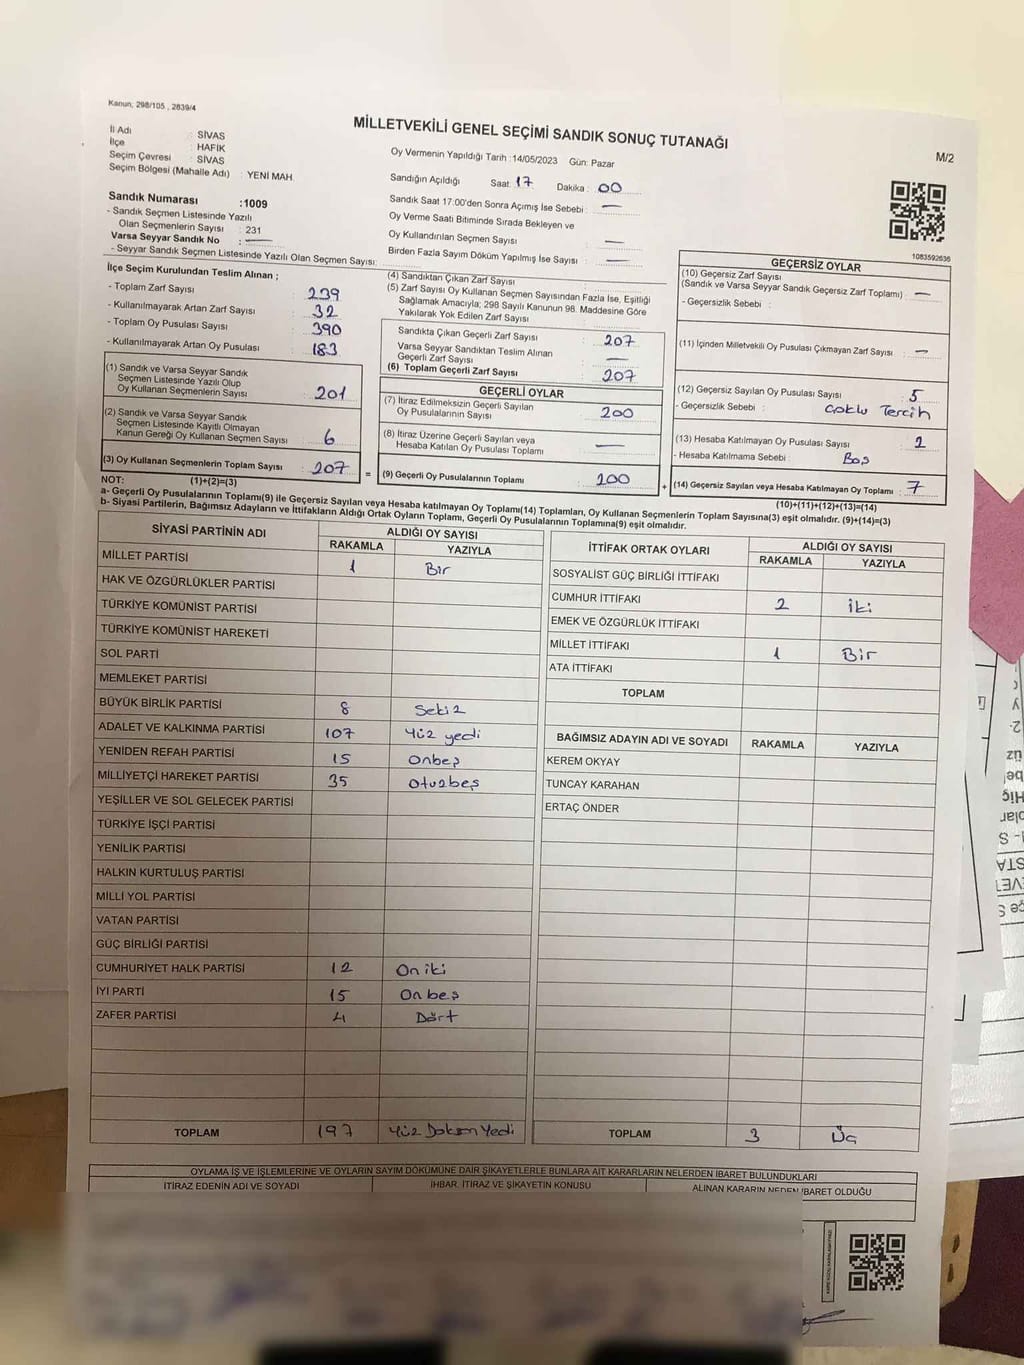 Kanun; 298/105 , 2839/4
MİLLETVEKİLİ GENEL SEÇİMİ SANDIK SONUÇ TUTANAĞI
M/2
İl Adı : SİVAS
İlçe : HAFİK
Seçim Çevresi : SİVAS
Seçim Bölgesi (Mahalle Adı) : YENİ MAH
Sandık Numarası :1009
- Sandık Seçmen Listesinde Yazılı
Olan Seçmenlerin Sayısı : 231
Varsa Seyyar Sandık No : —
- Seyyar Sandık Seçmen Listesinde Yazılı Olan Seçmen Sayısı:
Oy Vermenin Yapıldığı Tarih :14/05/2023 Gün: Pazar
Sandığın Açıldığı Saat: 17 Dakika : 00
Sandık Saat 17:00'den Sonra Açımış İse Sebebi : —
Oy Verme Saati Bitiminde Sırada Bekleyen ve
Oy Kullandırılan Seçmen Sayısı : —
Birden Fazla Sayım Döküm Yapılmış İse Sayısı : —
1083592636
İlçe Seçim Kurulundan Teslim Alınan ;
- Toplam Zarf Sayısı : 239
- Kullanılmayarak Artan Zarf Sayısı : 32
- Toplam Oy Pusulası Sayısı : 390
- Kullanılmayarak Artan Oy Pusulası : 183
(1) Sandık ve Varsa Seyyar Sandık
Seçmen Listesinde Yazılı Olup
Oy Kullanan Seçmenlerin Sayısı : 201
(2) Sandık ve Varsa Seyyar Sandık
Seçmen Listesinde Kayıtlı Olmayan
Kanun Gereği Oy Kullanan Seçmen Sayısı : 6
(3) Oy Kullanan Seçmenlerin Toplam Sayısı : 207
(1)+(2)=(3)
(4) Sandıktan Çıkan Zarf Sayısı :
(5) Zarf Sayısı Oy Kullanan Seçmen Sayısından Fazla İse, Eşitliği
Sağlamak Amacıyla; 298 Sayılı Kanunun 98. Maddesine Göre
Yakılarak Yok Edilen Zarf Sayısı :
Sandıkta Çıkan Geçerli Zarf Sayısı : 207
Varsa Seyyar Sandıktan Teslim Alınan
Geçerli Zarf Sayısı : —
(6) Toplam Geçerli Zarf Sayısı : 207
GEÇERLİ OYLAR
(7) İtiraz Edilmeksizin Geçerli Sayılan
Oy Pusulalarının Sayısı : 200
(8) İtiraz Üzerine Geçerli Sayılan veya
Hesaba Katılan Oy Pusulası Toplamı : —
= (9) Geçerli Oy Pusulalarının Toplamı : 200
GEÇERSİZ OYLAR
(10) Geçersiz Zarf Sayısı
(Sandık ve Varsa Seyyar Sandık Geçersiz Zarf Toplamı) : —
- Geçersizlik Sebebi :
(11) İçinden Milletvekili Oy Pusulası Çıkmayan Zarf Sayısı : —
(12) Geçersiz Sayılan Oy Pusulası Sayısı : 5
- Geçersizlik Sebebi : Çoklu Tercih
(13) Hesaba Katılmayan Oy Pusulası Sayısı : 2
- Hesaba Katılmama Sebebi : Boş
+ (14) Geçersiz Sayılan veya Hesaba Katılmayan Oy Toplamı : 7
(10)+(11)+(12)+(13)=(14)
NOT:
a- Geçerli Oy Pusulalarının Toplamı(9) ile Geçersiz Sayılan veya Hesaba katılmayan Oy Toplamı(14) Toplamları, Oy Kullanan Seçmenlerin Toplam Sayısına(3) eşit olmalıdır. (9)+(14)=(3)
b- Siyasi Partilerin, Bağımsız Adayların ve İttifakların Aldığı Ortak Oyların Toplamı, Geçerli Oy Pusulalarının Toplamına(9) eşit olmalıdır.
SİYASİ PARTİNİN ADI ALDIĞI OY SAYISI
RAKAMLA YAZIYLA
MİLLET PARTİSİ 1 Bir
HAK VE ÖZGÜRLÜKLER PARTİSİ
TÜRKİYE KOMÜNİST PARTİSİ
TÜRKİYE KOMÜNİST HAREKETİ
SOL PARTİ
MEMLEKET PARTİSİ
BÜYÜK BİRLİK PARTİSİ 8 Sekiz
ADALET VE KALKINMA PARTİSİ 107 Yüz yedi
YENİDEN REFAH PARTİSİ 15 Onbeş
MİLLİYETÇİ HAREKET PARTİSİ 35 Otuzbeş
YEŞİLLER VE SOL GELECEK PARTİSİ
TÜRKİYE İŞÇİ PARTİSİ
YENİLİK PARTİSİ
HALKIN KURTULUŞ PARTİSİ
MİLLİ YOL PARTİSİ
VATAN PARTİSİ
GÜÇ BİRLİĞİ PARTİSİ
CUMHURİYET HALK PARTİSİ 12 On iki
İYİ PARTİ 15 On beş
ZAFER PARTİSİ 4 Dört
TOPLAM 197 Yüz Doksan Yedi
İTTİFAK ORTAK OYLARI ALDIĞI OY SAYISI
RAKAMLA YAZIYLA
SOSYALİST GÜÇ BİRLİĞİ İTTİFAKI
CUMHUR İTTİFAKI 2 İki
EMEK VE ÖZGÜRLÜK İTTİFAKI
MİLLET İTTİFAKI 1 Bir
ATA İTTİFAKI
TOPLAM
BAĞIMSIZ ADAYIN ADI VE SOYADI RAKAMLA YAZIYLA
KEREM OKYAY
TUNCAY KARAHAN
ERTAÇ ÖNDER
TOPLAM 3 Üç
OYLAMA İŞ VE İŞLEMLERİNE VE OYLARIN SAYIM DÖKÜMÜNE DAİR ŞİKAYETLERLE BUNLARA AİT KARARLARIN NELERDEN İBARET BULUNDUKLARI
İTİRAZ EDENİN ADI VE SOYADI İHBAR, İTİRAZ VE ŞİKAYETİN KONUSU ALINAN KARARIN NEDEN İBARET OLDUĞU